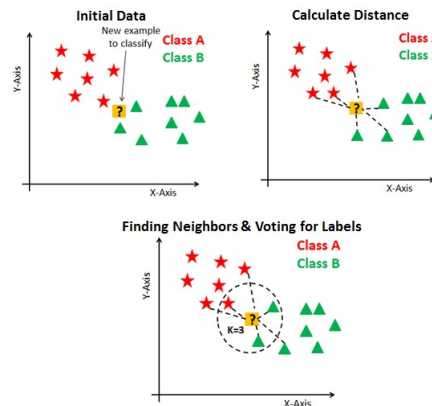 Initial Data
New example
to classify
Class A
Class B
?
Y-Axis
X-Axis
Calculate Distance
Class
Class
?
Y-Axis
X-Axis
Finding Neighbors & Voting for Labels
Class A
Class B
?
K=3
Y-Axis
X-Axis